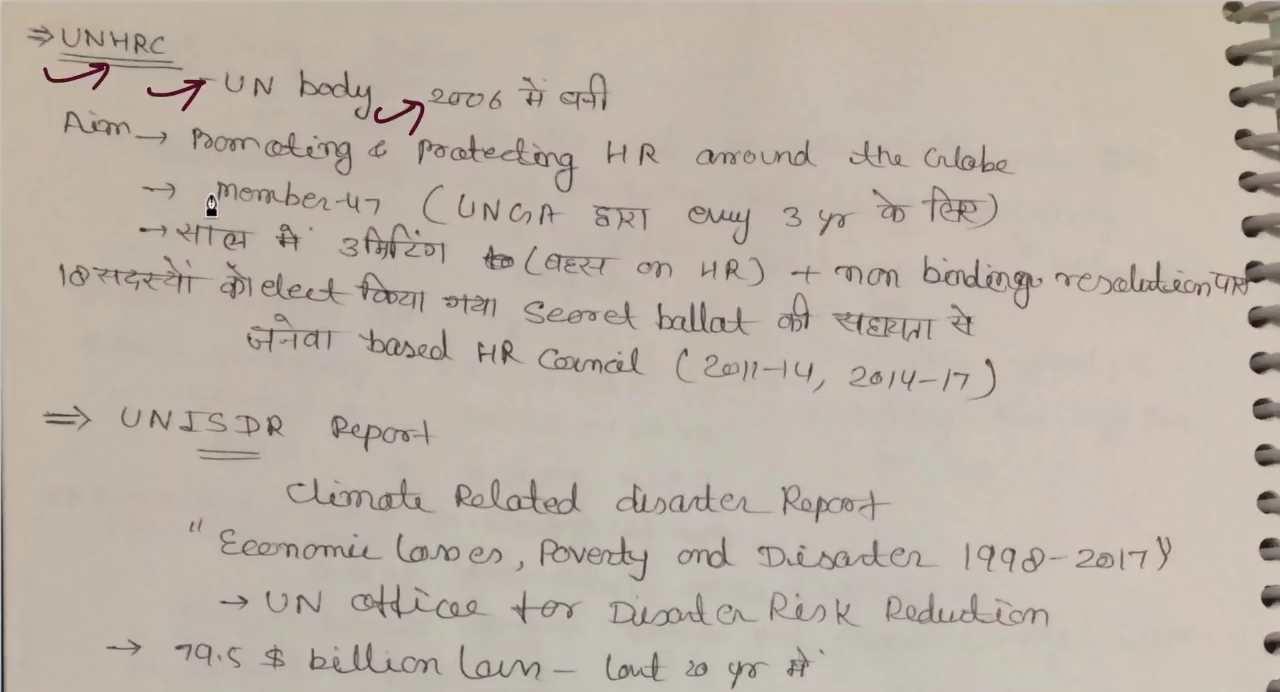 ⇒ UNHRC
- UN body, 2006 में बनी
Aim → Promoting & Protecting HR arround the Globe
→ Member-47 (UNGA द्वारा every 3 yr के लिए)
→ साल में 3 मिटिंग (बहस on HR) + non binding resolution पास
18 सदस्यों को elect किया गया Secret ballat की सहायता से
जनेवा based HR Council (2011-14, 2014-17)
⇒ UNISDR Report
Climate Related disaster Report
"Economic Losses, Poverty and Disaster 1998-2017"
→ UN office for Disaster Risk Reduction
→ 79.5 $ billion Loss - last 20 yr में